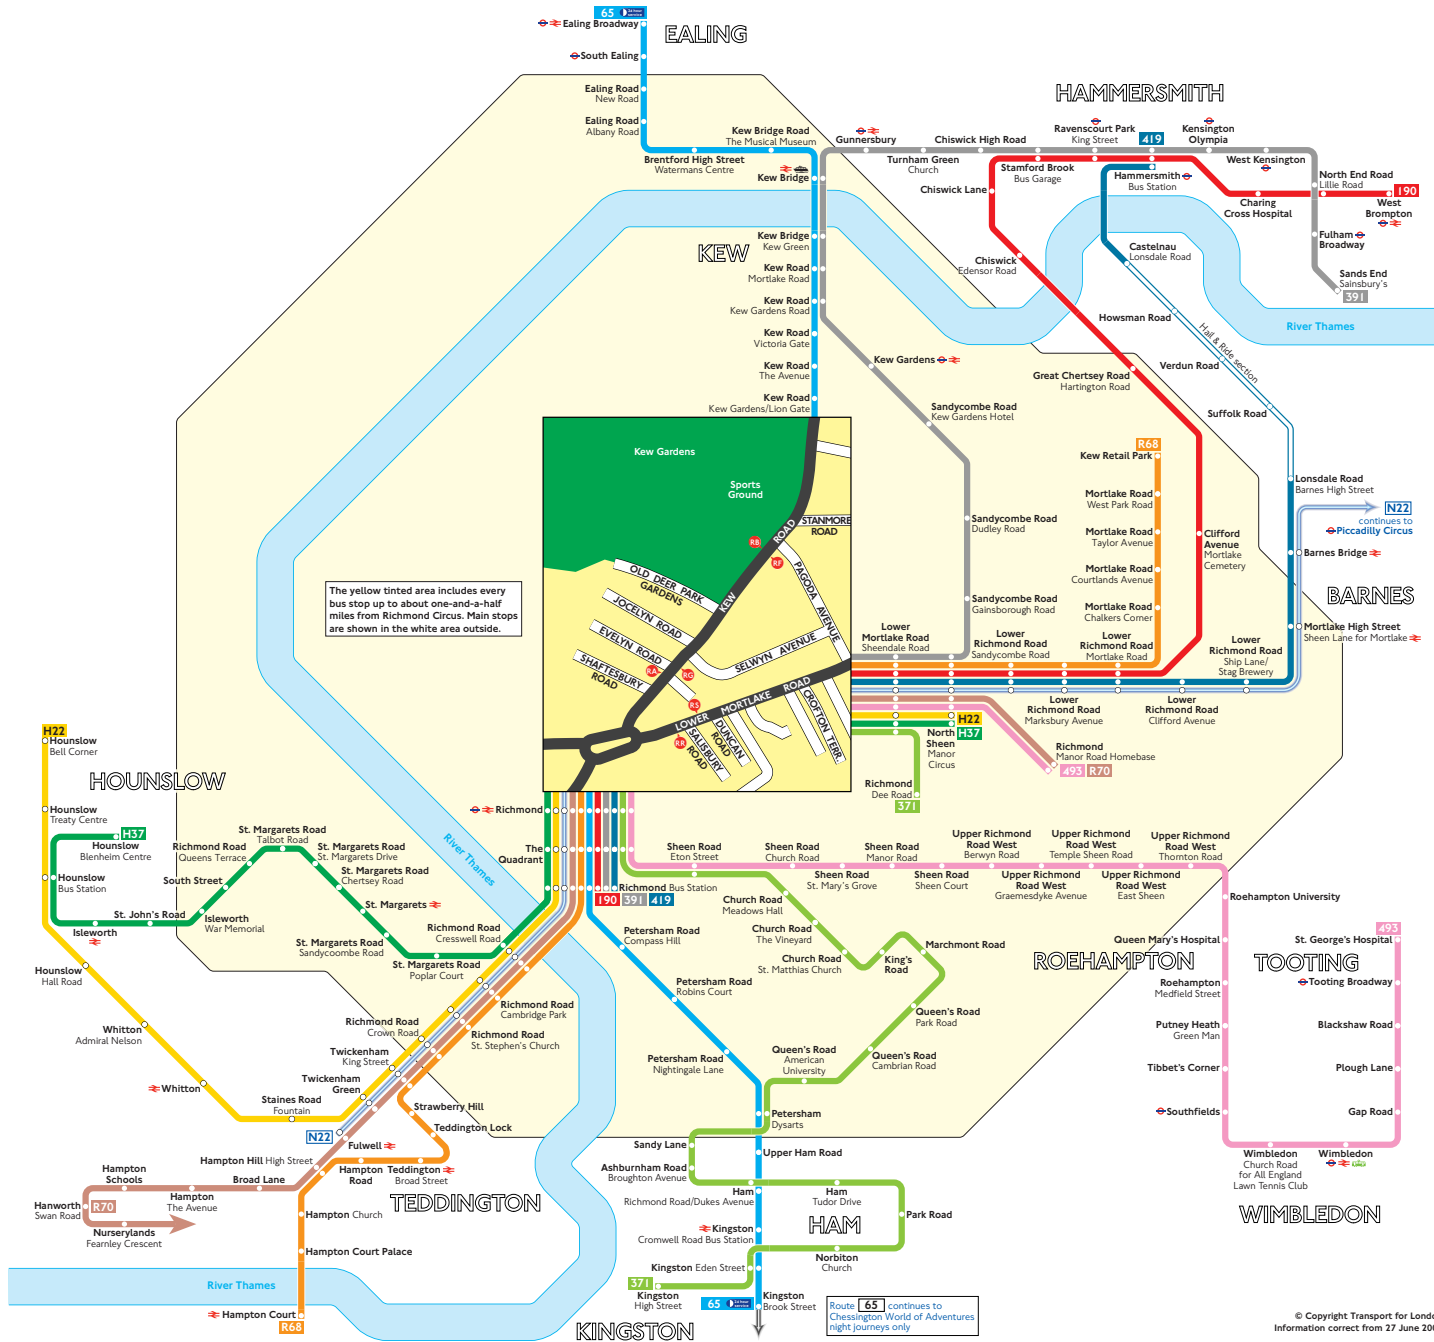 65 24 hour service
Ealing Broadway
EALING
South Ealing
Ealing Road
New Road
Ealing Road
Albany Road
Kew Bridge Road
The Musical Museum
Brentford High Street
Watermans Centre
Kew Bridge
HAMMERSMITH
Gunnersbury
Turnham Green
Church
Chiswick High Road
Ravenscourt Park
King Street
419
Kensington
Olympia
West Kensington
Stamford Brook
Bus Garage
Hammersmith
Bus Station
Chiswick Lane
North End Road
Lillie Road
190
West
Brompton
Charing
Cross Hospital
Fulham
Broadway
Sands End
Sainsbury's
391
KEW
Kew Bridge
Kew Green
Kew Road
Mortlake Road
Kew Road
Kew Gardens Road
Kew Road
Victoria Gate
Kew Road
The Avenue
Kew Road
Kew Gardens/Lion Gate
Chiswick
Edensor Road
Castelnau
Lonsdale Road
Howsman Road
Hail & Ride section
Verdun Road
Suffolk Road
River Thames
Kew Gardens
Great Chertsey Road
Hartington Road
Sandycombe Road
Kew Gardens Hotel
R68
Kew Retail Park
Mortlake Road
West Park Road
Mortlake Road
Taylor Avenue
Mortlake Road
Courtlands Avenue
Mortlake Road
Chalkers Corner
Sandycombe Road
Dudley Road
Sandycombe Road
Gainsborough Road
Clifford
Avenue
Mortlake
Cemetery
Lonsdale Road
Barnes High Street
N22
continues to
Piccadilly Circus
Barnes Bridge
BARNES
Mortlake High Street
Sheen Lane for Mortlake
Lower
Mortlake Road
Sheendale Road
Lower
Richmond Road
Sandycombe Road
Lower
Richmond Road
Mortlake Road
Lower
Richmond Road
Ship Lane/
Stag Brewery
Lower
Richmond Road
Marksbury Avenue
Lower
Richmond Road
Clifford Avenue
H22
H37
North
Sheen
Manor
Circus
Richmond
Manor Road Homebase
493 R70
Richmond
Dee Road
371
Kew Gardens
Sports
Ground
STANMORE
ROAD
RB
RF
KEW ROAD
PAGODA AVENUE
OLD DEER PARK
GARDENS
JOCELYN ROAD
EVELYN ROAD
SHAFTESBURY
ROAD
SELWYN AVENUE
RA
RG
RS
RR
LOWER MORTLAKE ROAD
CROFTON TERR.
DUNCAN
ROAD
SALISBURY
ROAD
The yellow tinted area includes every
bus stop up to about one-and-a-half
miles from Richmond Circus. Main stops
are shown in the white area outside.
H22
Hounslow
Bell Corner
HOUNSLOW
Hounslow
Treaty Centre
H37
Hounslow
Blenheim Centre
Hounslow
Bus Station
Isleworth
St. John's Road
South Street
Isleworth
War Memorial
Richmond Road
Queens Terrace
St. Margarets Road
Talbot Road
St. Margarets Road
St. Margarets Drive
St. Margarets Road
Chertsey Road
St. Margarets
St. Margarets Road
Sandycoombe Road
St. Margarets Road
Poplar Court
Richmond Road
Cresswell Road
River Thames
Richmond
The
Quadrant
Richmond Bus Station
190 391 419
Sheen Road
Eton Street
Sheen Road
Church Road
Sheen Road
St. Mary's Grove
Sheen Road
Manor Road
Sheen Road
Sheen Court
Upper Richmond
Road West
Berwyn Road
Upper Richmond
Road West
Graemesdyke Avenue
Upper Richmond
Road West
Temple Sheen Road
Upper Richmond
Road West
East Sheen
Upper Richmond
Road West
Thornton Road
Roehampton University
Queen Mary's Hospital
ROEHAMPTON
Roehampton
Medfield Street
Putney Heath
Green Man
Tibbet's Corner
Southfields
493
St. George's Hospital
TOOTING
Tooting Broadway
Blackshaw Road
Plough Lane
Gap Road
Wimbledon
Church Road
for All England
Lawn Tennis Club
Wimbledon
WIMBLEDON
Church Road
Meadows Hall
Church Road
The Vineyard
Church Road
St. Matthias Church
King's
Road
Marchmont Road
Queen's Road
Park Road
Queen's Road
Cambrian Road
Queen's Road
American
University
Petersham Road
Compass Hill
Petersham Road
Robins Court
Petersham Road
Nightingale Lane
Petersham
Dysarts
Sandy Lane
Upper Ham Road
Ashburnham Road
Broughton Avenue
Ham
Richmond Road/Dukes Avenue
Ham
Tudor Drive
HAM
Park Road
Kingston
Cromwell Road Bus Station
Norbiton
Church
Kingston Eden Street
371
Kingston
High Street
65 24 hour service
Kingston
Brook Street
KINGSTON
Route 65 continues to
Chessington World of Adventures
night journeys only
Hounslow
Hall Road
Whitton
Admiral Nelson
Whitton
Staines Road
Fountain
Richmond Road
Crown Road
Twickenham
King Street
Twickenham
Green
Richmond Road
Cambridge Park
Richmond Road
St. Stephen's Church
N22
Strawberry Hill
Teddington Lock
Fulwell
Hampton
Road
Teddington
Broad Street
TEDDINGTON
Hampton Hill High Street
Broad Lane
Hampton
Schools
Hampton
The Avenue
Hanworth
Swan Road
R70
Nurserylands
Fearnley Crescent
Hampton Church
Hampton Court Palace
River Thames
Hampton Court
R68
© Copyright Transport for Lond
Information correct from 27 June 200